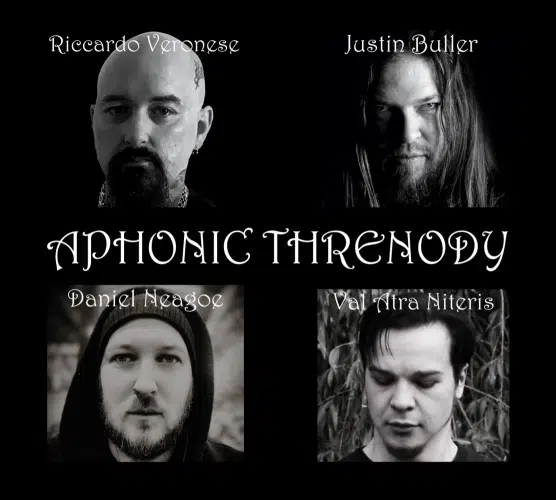 Riccardo Veronese
Justin Buller
APHONIC THRENODY
Daniel Neagoe
Val Atra Niteris